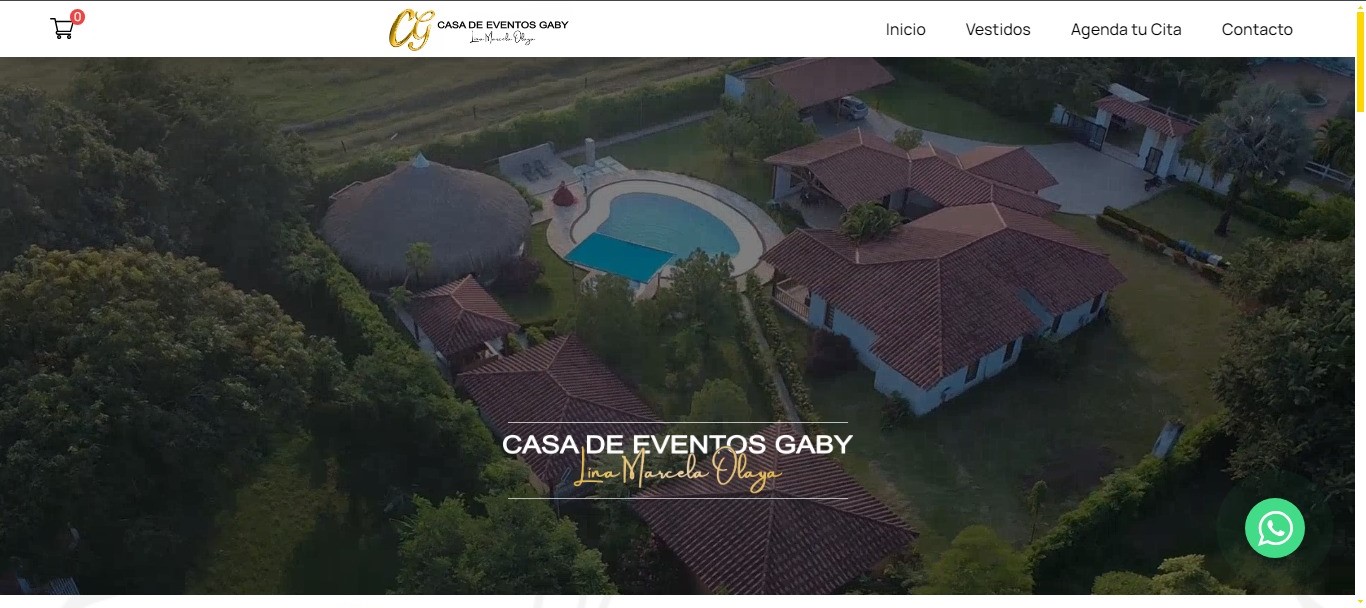 0
CG CASA DE EVENTOS GABY
Lina Marcela Olaya
Inicio Vestidos Agenda tu Cita Contacto
CASA DE EVENTOS GABY
Lina Marcela Olaya